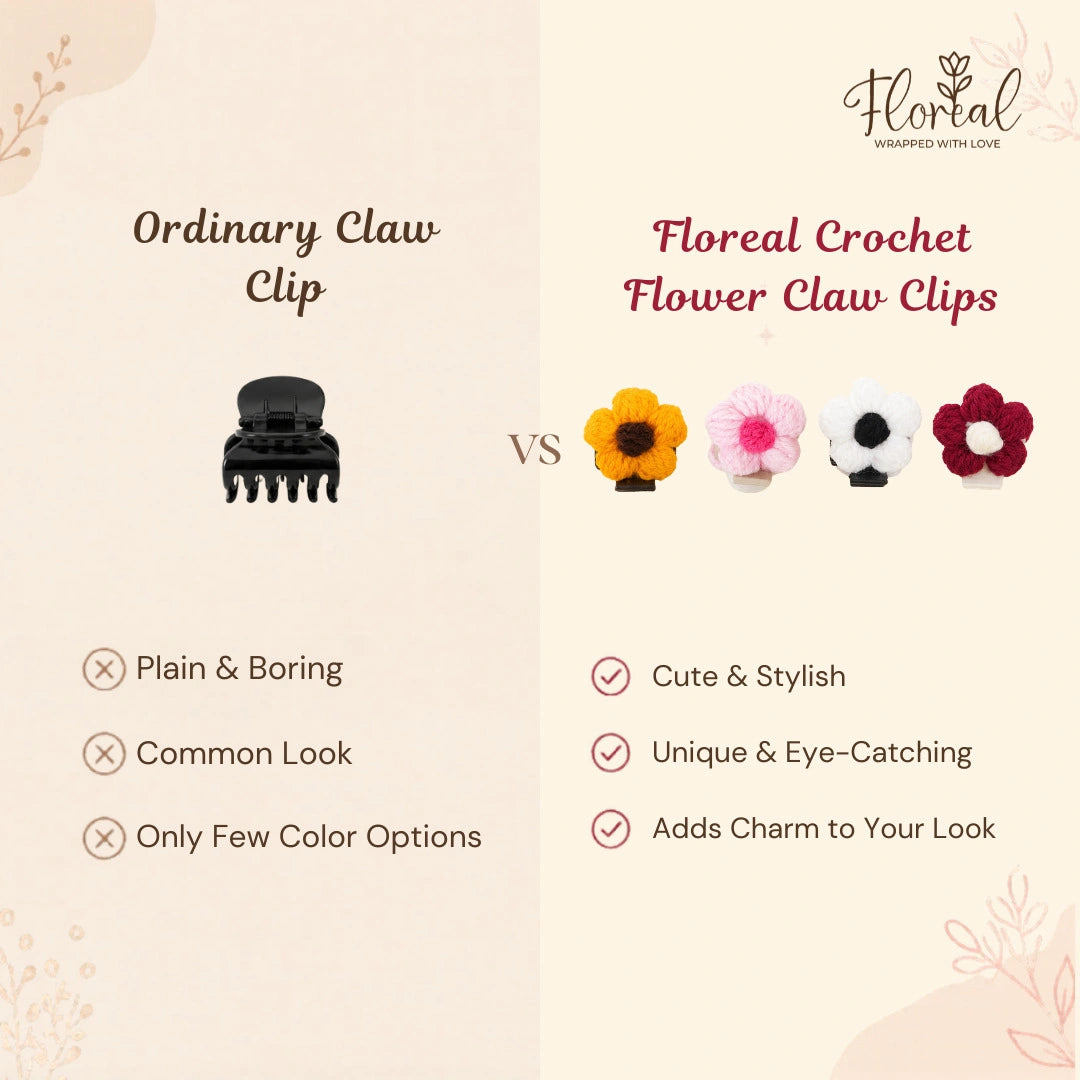 Floreal
WRAPPED WITH LOVE
Ordinary Claw
Clip
Floreal Crochet
Flower Claw Clips
VS
Plain & Boring
Common Look
Only Few Color Options
Cute & Stylish
Unique & Eye-Catching
Adds Charm to Your Look